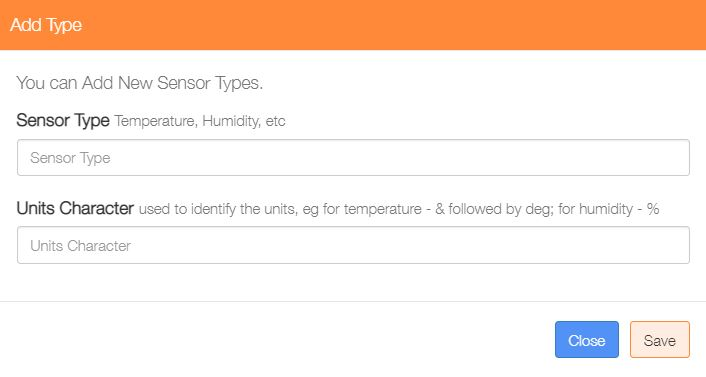 Add Type
You can Add New Sensor Types.
Sensor Type Temperature, Humidity, etc
Sensor Type
Units Character used to identify the units, eg for temperature - & followed by deg; for humidity - %
Units Character
Close Save